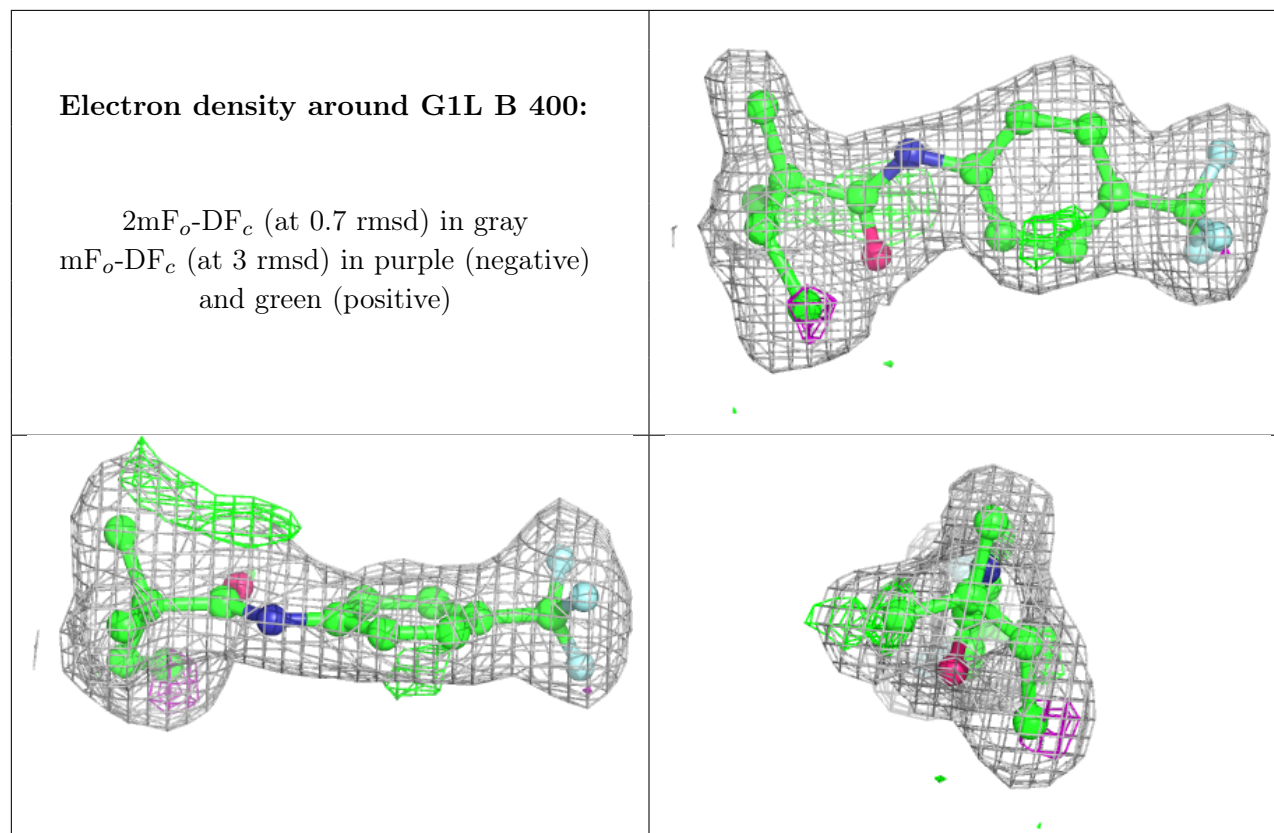 Electron density around G1L B 400:
2mFo-DFc (at 0.7 rmsd) in gray
mFo-DFc (at 3 rmsd) in purple (negative)
and green (positive)